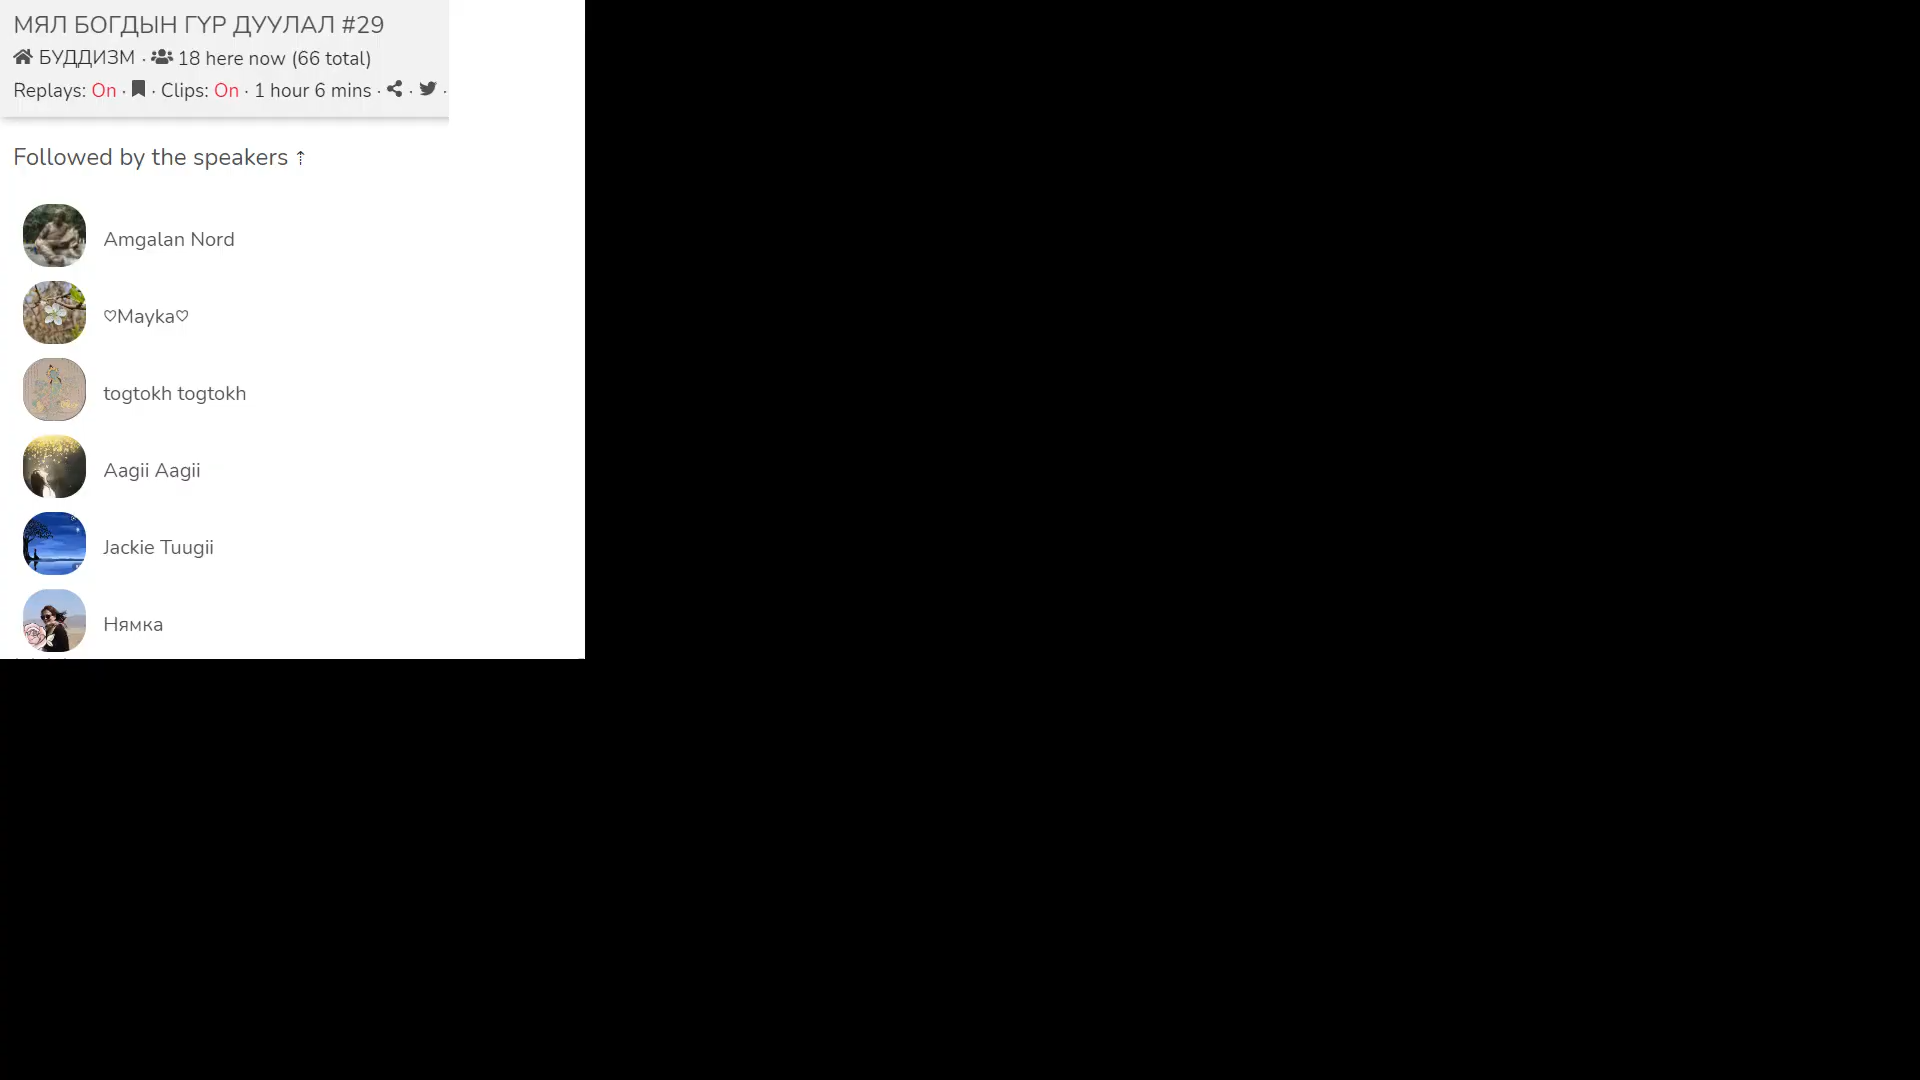 МЯЛ БОГДЫН ГҮР ДУУЛАЛ #29
БУДДИЗМ · 18 here now (66 total)
Replays: On · · Clips: On · 1 hour 6 mins · · ·
Followed by the speakers ⇡
Amgalan Nord
♡Mayka♡
togtokh togtokh
Aagii Aagii
Jackie Tuugii
Нямка